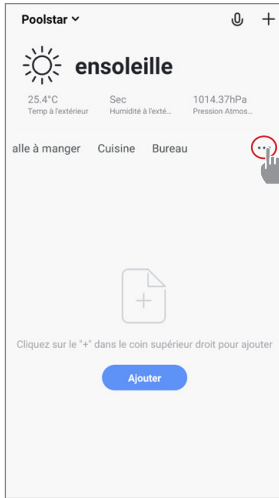 Poolstar
ensoleille
25.4°C Sec 1014.37hPa
Temp à l'extérieur Humidité à l'exté... Pression Atmos...
alle à manger Cuisine Bureau ...
Cliquez sur le "+" dans le coin supérieur droit pour ajouter
Ajouter